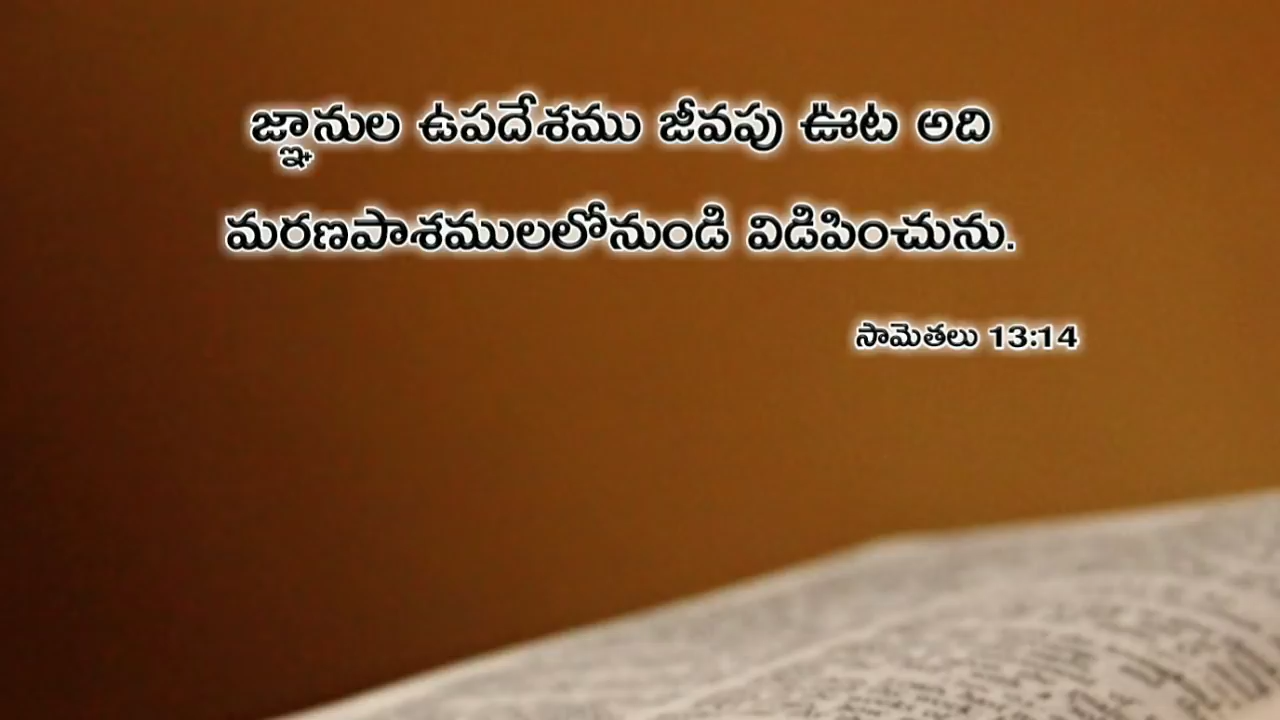 జ్ఞానుల ఉపదేశము జీవపు ఊట అది
మరణపాశములలోనుండి విడిపించును.
సామెతలు 13:14